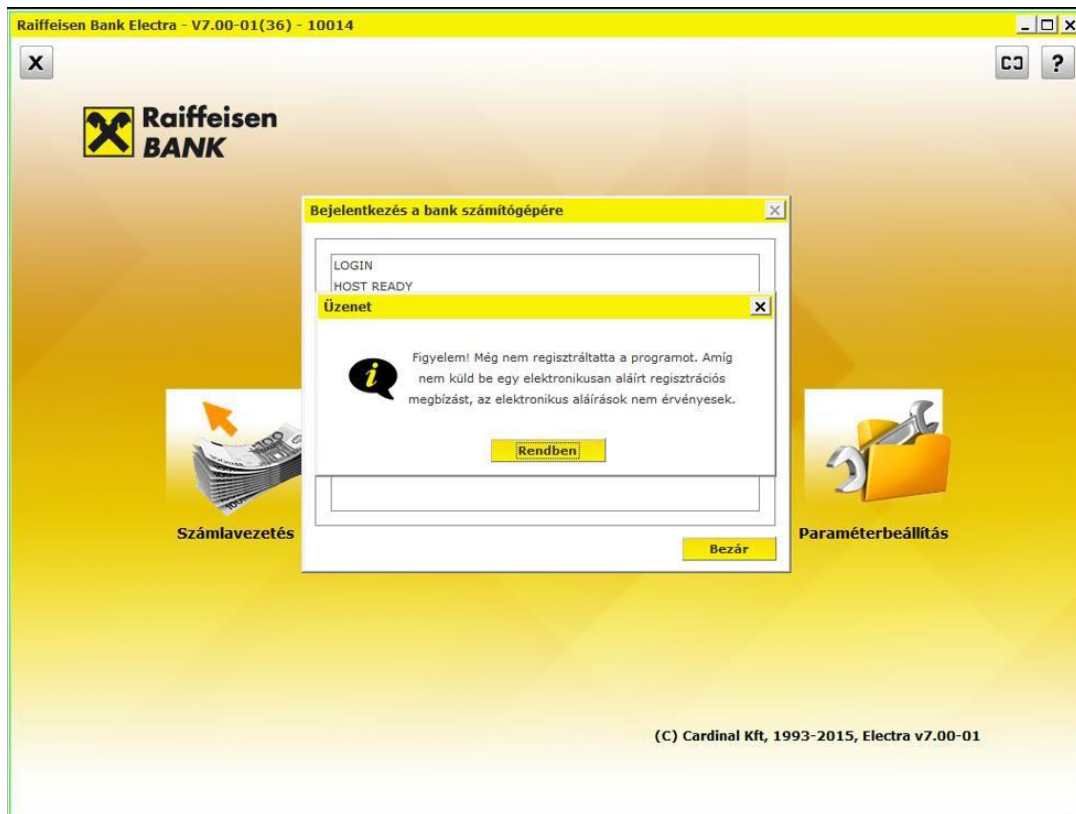 Raiffeisen Bank Electra - V7.00-01(36) - 10014
X
?
Raiffeisen
BANK
Bejelentkezés a bank számítógépére
LOGIN
HOST READY
Üzenet
Figyelem! Még nem regisztráltatta a programot. Amíg
nem küld be egy elektronikusan aláírt regisztrációs
megbízást, az elektronikus aláírások nem érvényesek.
Rendben
Számlavezetés
Paraméterbeállítás
Bezár
(C) Cardinal Kft, 1993-2015, Electra v7.00-01